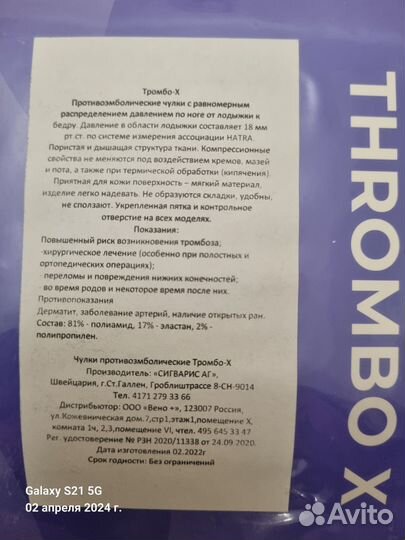 Тромбо-Х
Противоэмболические чулки с равномерным
распределением давлением по ноге от лодыжки к
бедру. Давление в области лодыжки составляет 18 мм
рт ст. по системе измерения ассоциации HATRA.
Пористая и дышащая структура ткани. Компрессионные
свойства не меняются под воздействием кремов, мазей
и пота, а также при термической обработки (кипячения).
Приятная для кожи поверхность – мягкий материал,
изделие легко надевать. Не образуются складки, удобны,
не сползают. Укрепленная пятка и контрольное
отверстие на всех моделях.
Показания:
Повышенный риск возникновения тромбоза;
-хирургическое лечение (особенно при полостных и
ортопедических операциях);
- переломы и повреждения нижних конечностей;
- во время родов и некоторое время после них.
Противопоказания
Дерматит, заболевание артерий, наличие открытых ран.
Состав: 81% - полиамид, 17% - эластан, 2% -
полипропилен.
Чулки противозмболические Тромбо-Х
Производитель: «СИГВАРИС АГ»,
Швейцария, г.Ст.Галлен, Гроблиштрассе 8-CH-9014
Тел. 4171 279 33 66
Дистрибьютор: ООО «Вено +», 123007 Россия,
ул.Кожевническая дом.7,стр1,этаж1,помещение X,
комната 1ч, 2,3,помещение VI, тел. 495 645 33 47
Рег. удостоверение № РЗН 2020/11338 от 24.09.2020.
Дата изготовления 02.2022г
Срок годности: Без ограничений
THROMBO X
Galaxy S21 5G
02 апреля 2024 г.
Avito